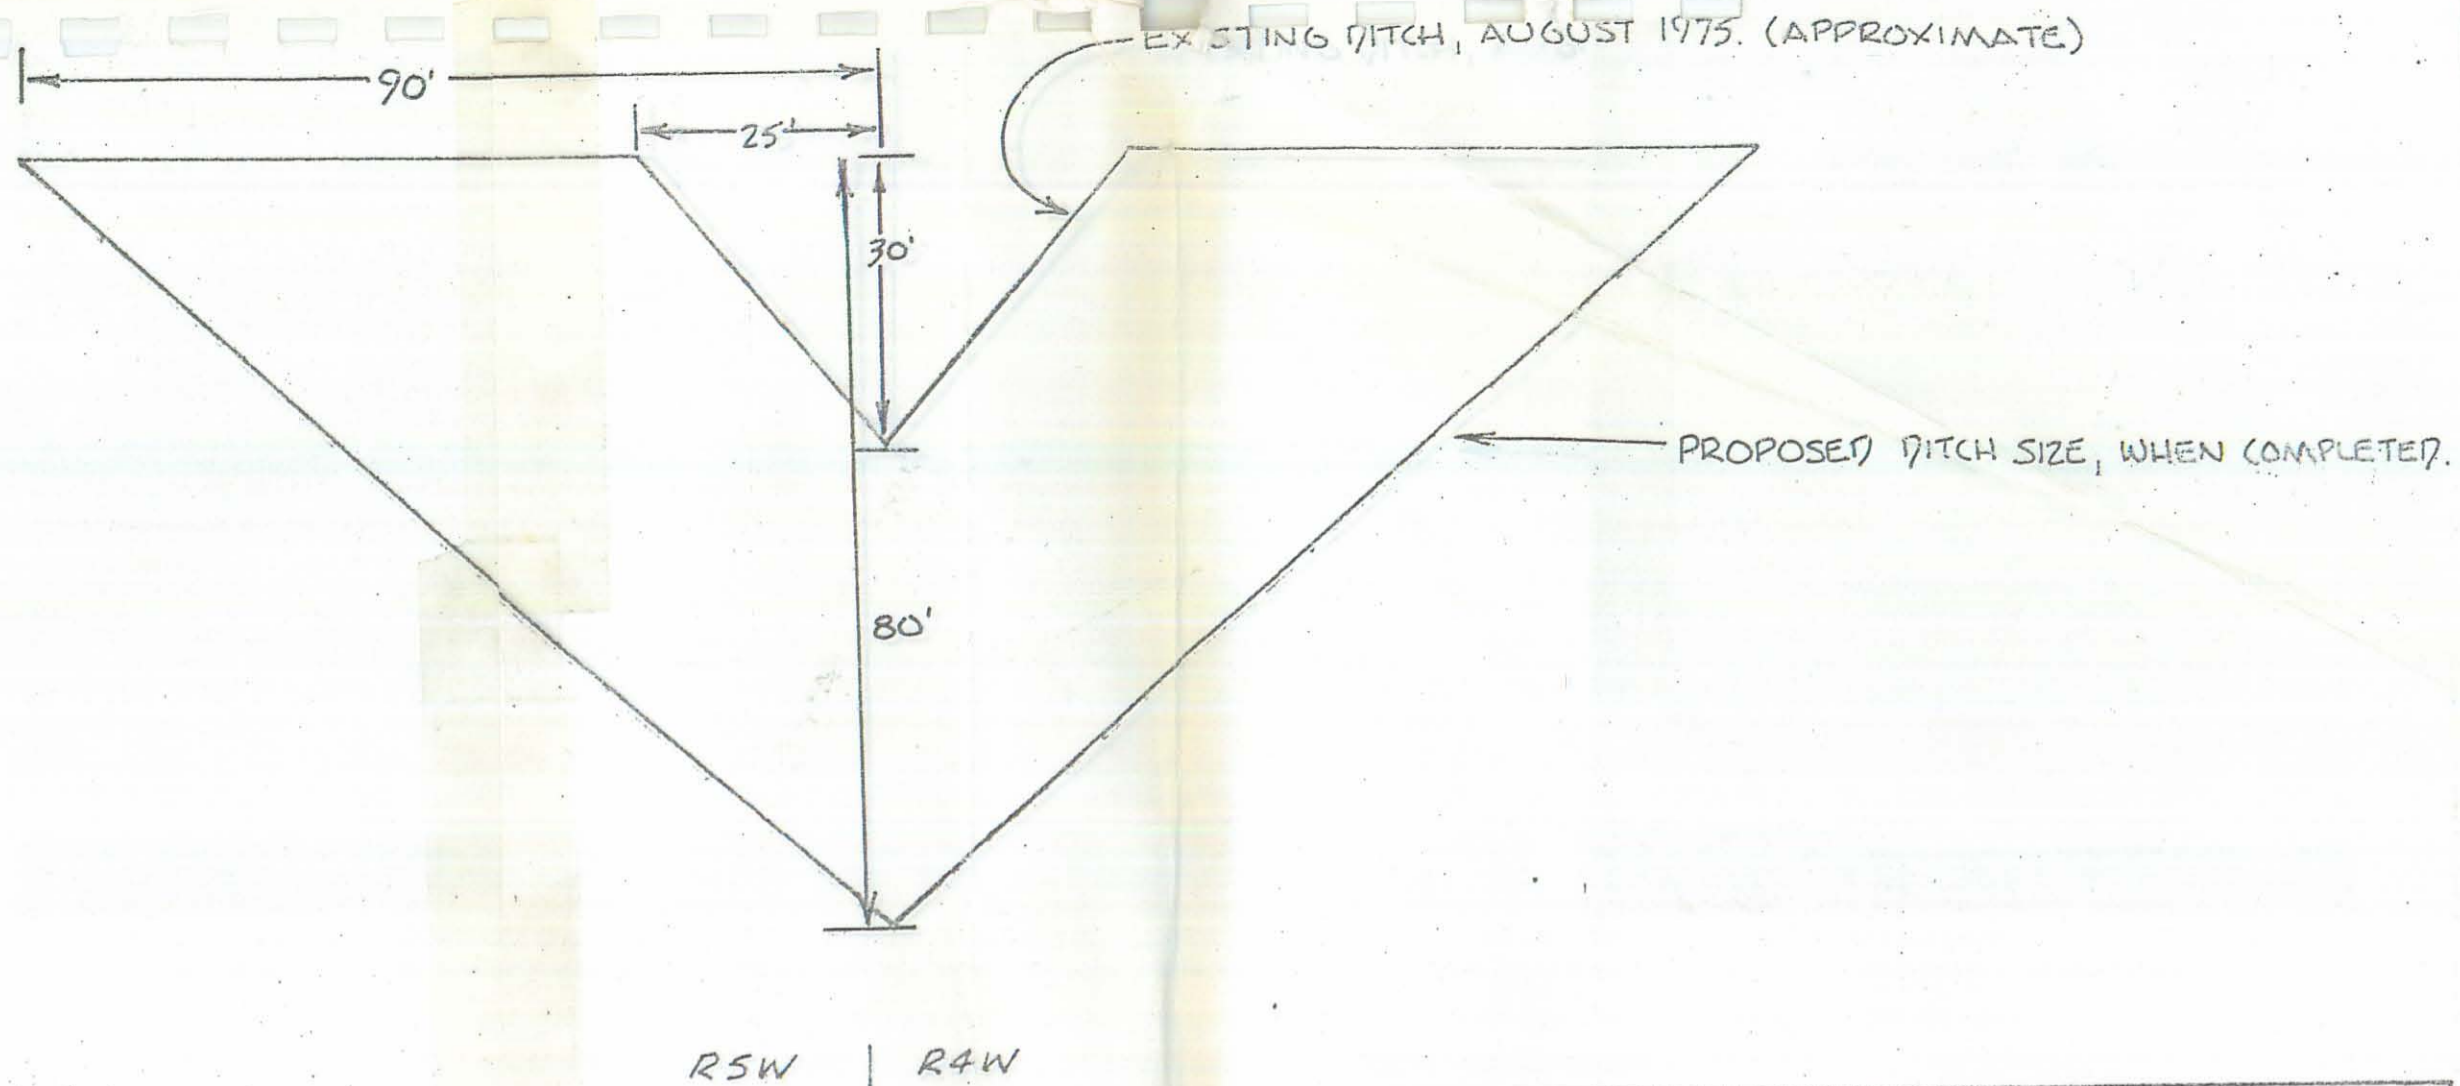 EXISTING DITCH, AUGUST 1975. (APPROXIMATE)
90'
25'
30'
PROPOSED DITCH SIZE, WHEN COMPLETED.
80'
R5W | R4W